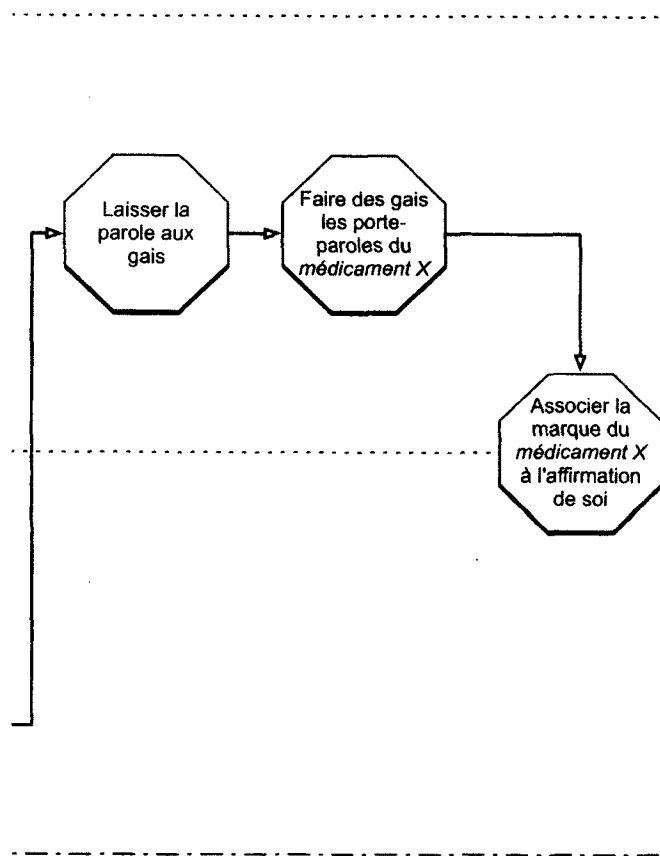 Laisser la
parole aux
gais
Faire des gais
les porte-
paroles du
médicament X
Associer la
marque du
médicament X
à l'affirmation
de soi